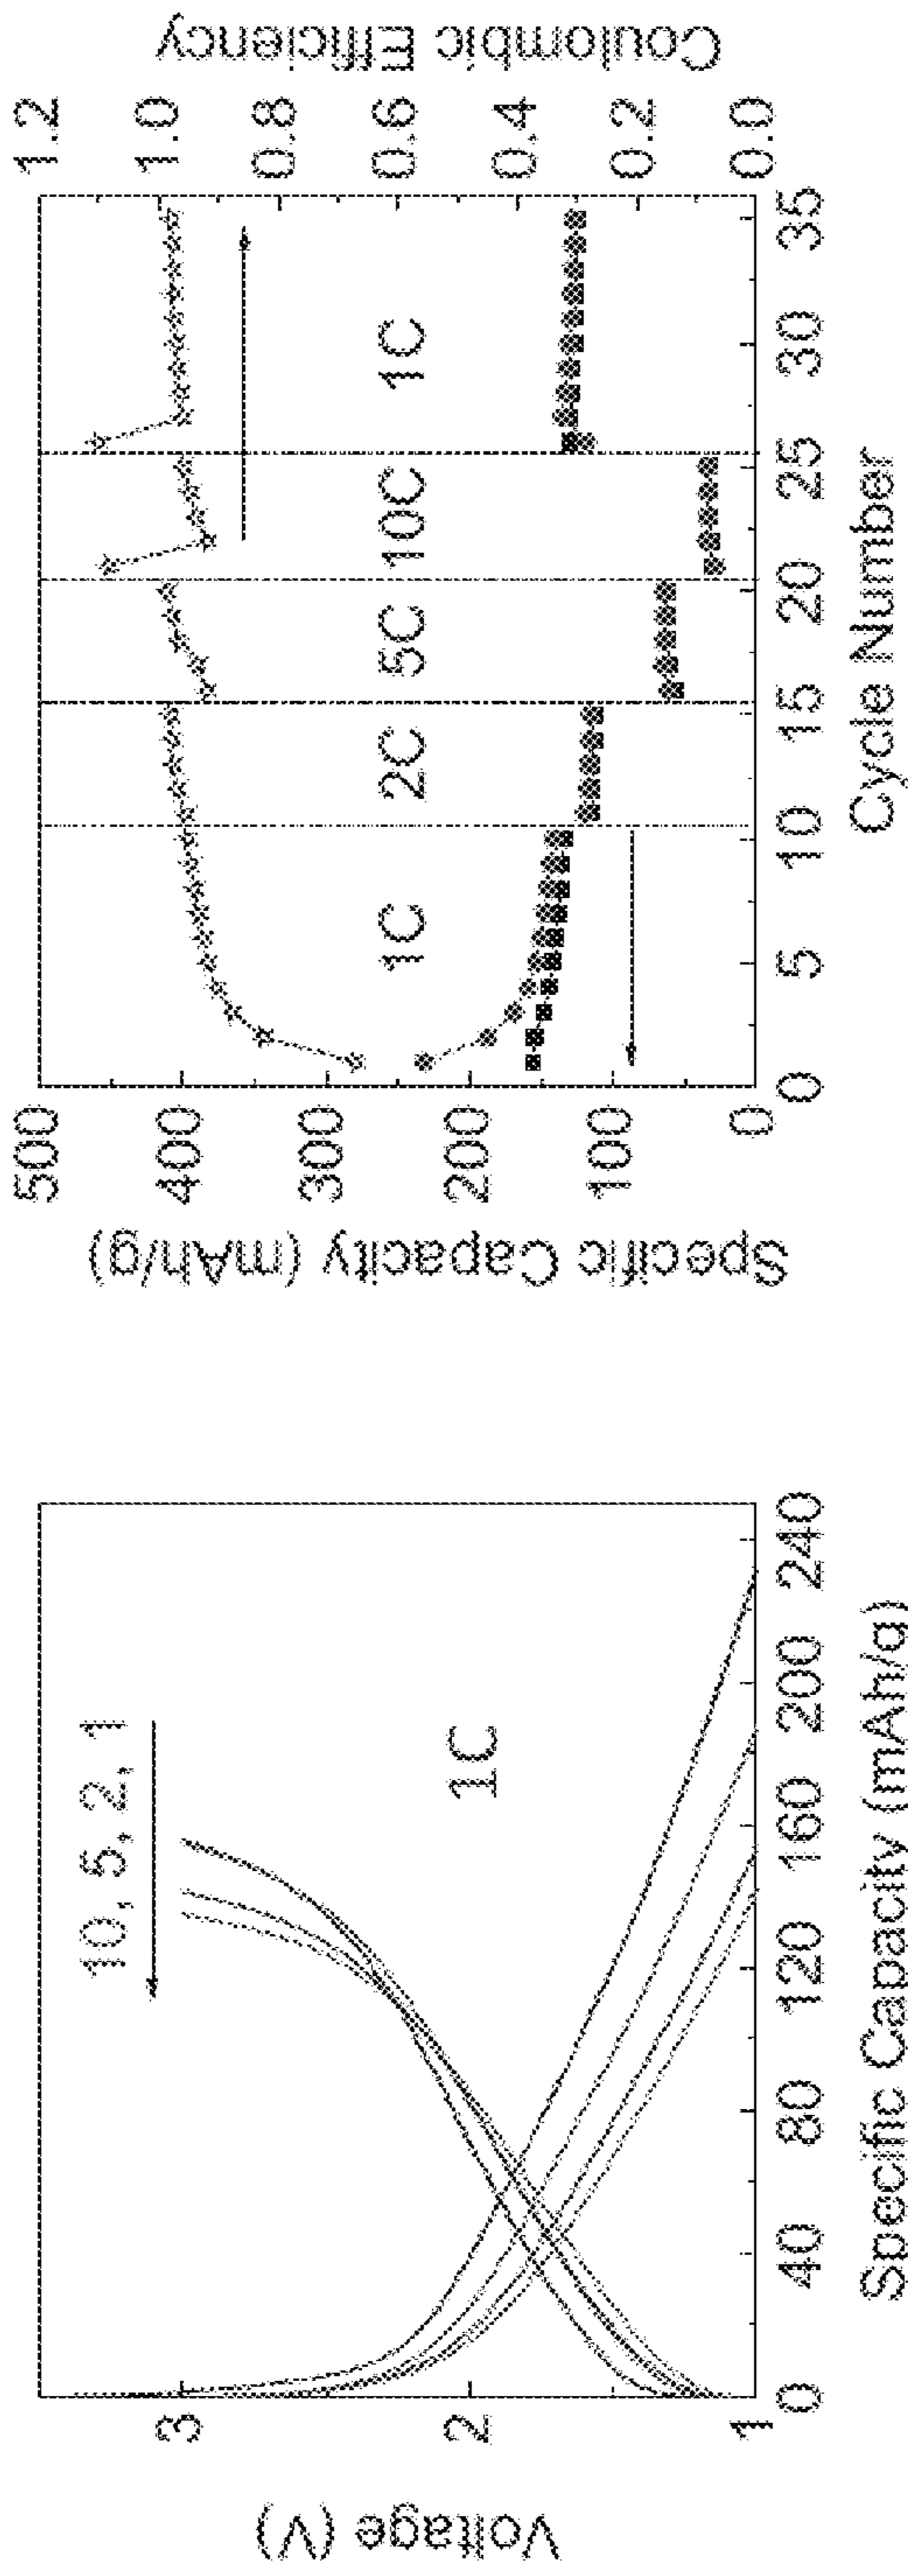 Voltage (V)
3
2
1
10, 5, 2, 1
1C
0 40 80 120 160 200 240
Specific Capacity (mAh/g)
Specific Capacity (mAh/g)
500
400
300
200
100
0
1C 2C 5C 10C 1C
0 5 10 15 20 25 30 35
Cycle Number
1.2
1.0
0.8
0.6
0.4
0.2
0.0
Coulombic Efficiency